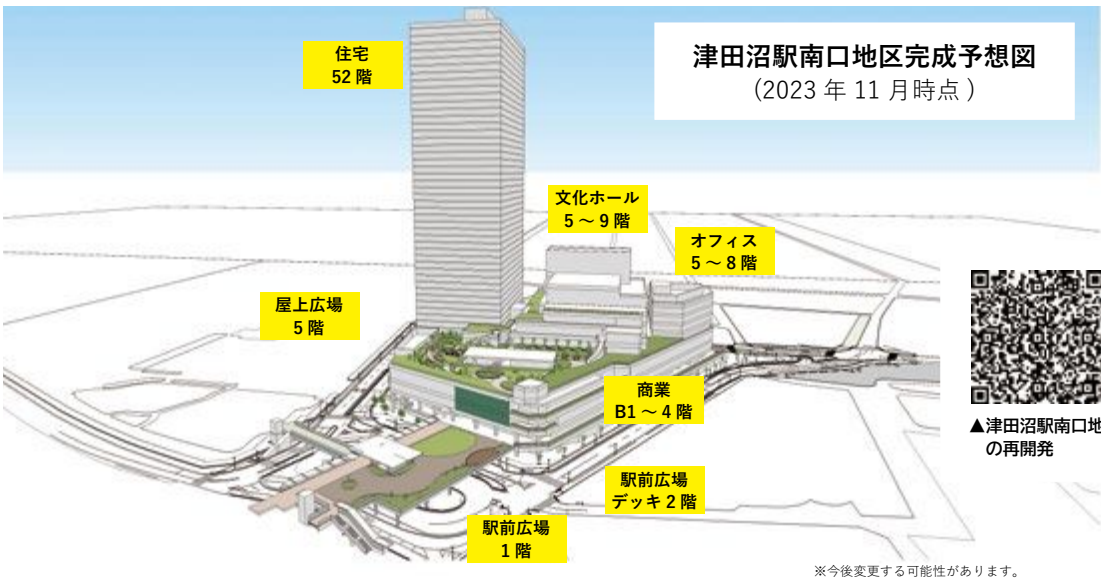 津田沼駅南口地区完成予想図
(2023 年 11 月時点 )
住宅
52 階
文化ホール
5 ～ 9 階
オフィス
5 ～ 8 階
屋上広場
5 階
商業
B1 ～ 4 階
▲津田沼駅南口地
の再開発
駅前広場
デッキ 2 階
駅前広場
1 階
※今後変更する可能性があります。